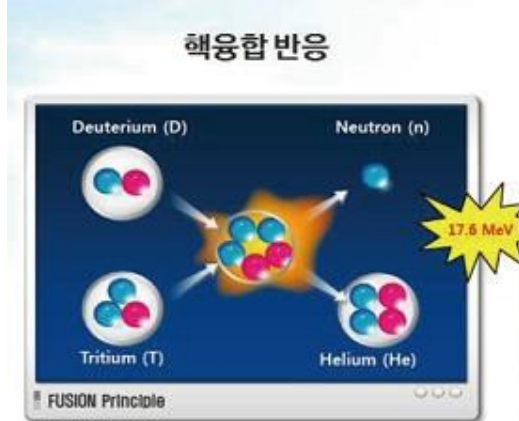 핵융합 반응
Deuterium (D)
Neutron (n)
17.6 MeV
Tritium (T)
Helium (He)
FUSION Principle